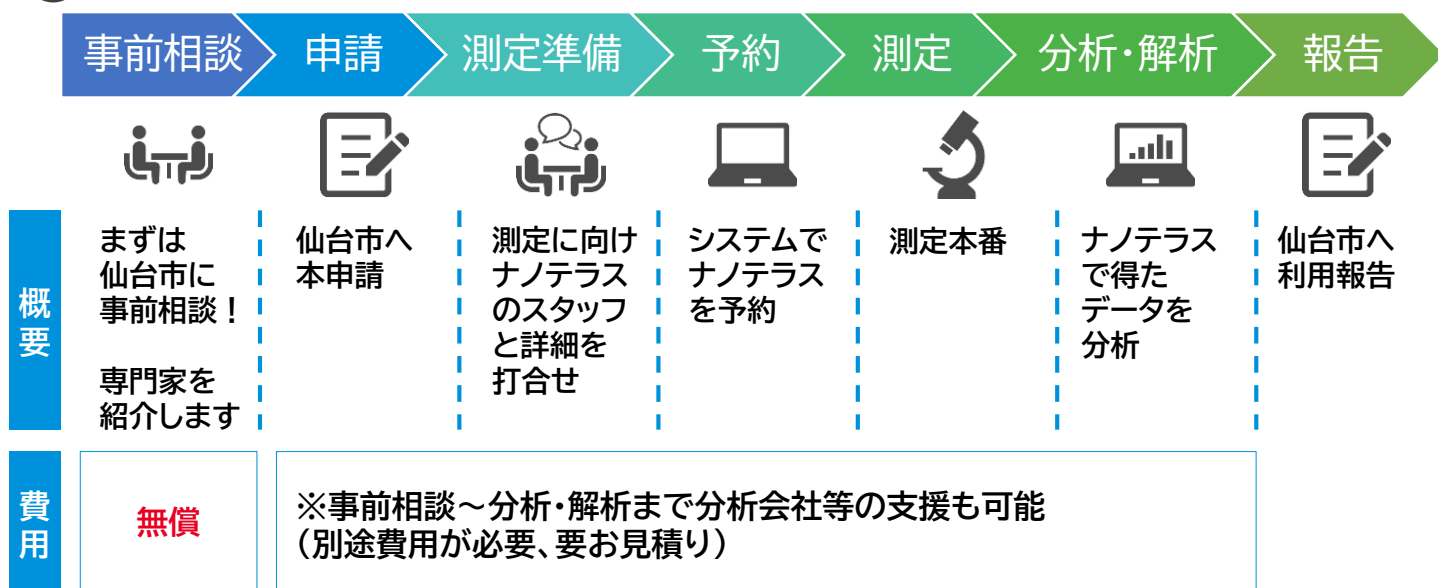 事前相談
申請
測定準備
予約
測定
分析・解析
報告
概要
まずは
仙台市に
事前相談！
専門家を
紹介します
仙台市へ
本申請
測定に向け
ナノテラス
のスタッフ
と詳細を
打合せ
システムで
ナノテラス
を予約
測定本番
ナノテラス
で得た
データを
分析
仙台市へ
利用報告
費用
無償
※事前相談～分析・解析まで分析会社等の支援も可能
（別途費用が必要、要お見積り）